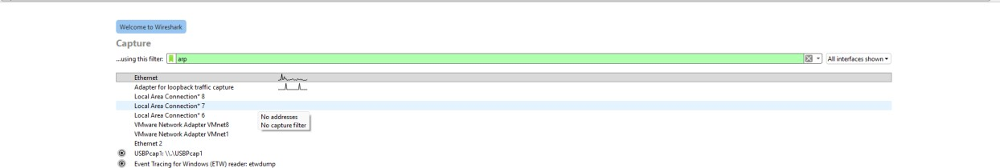 Welcome to Wireshark
Capture
...using this filter: arp All interfaces shown
Ethernet
Adapter for loopback traffic capture
Local Area Connection* 8
Local Area Connection* 7
Local Area Connection* 6
No addresses
No capture filter
VMware Network Adapter VMnet8
VMware Network Adapter VMnet1
Ethernet 2
USBPcap1: \\.\USBPcap1
Event Tracing for Windows (ETW) reader: etwdump